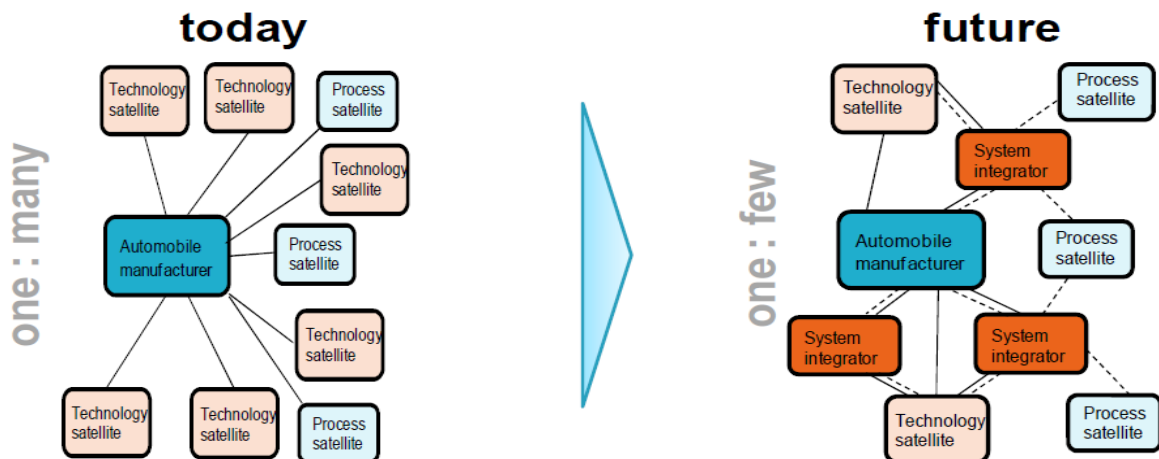 today
one : many
Technology
satellite
Technology
satellite
Process
satellite
Technology
satellite
Automobile
manufacturer
Process
satellite
Technology
satellite
Technology
satellite
Technology
satellite
Process
satellite
future
one : few
Technology
satellite
Process
satellite
System
integrator
Automobile
manufacturer
Process
satellite
System
integrator
System
integrator
Technology
satellite
Process
satellite